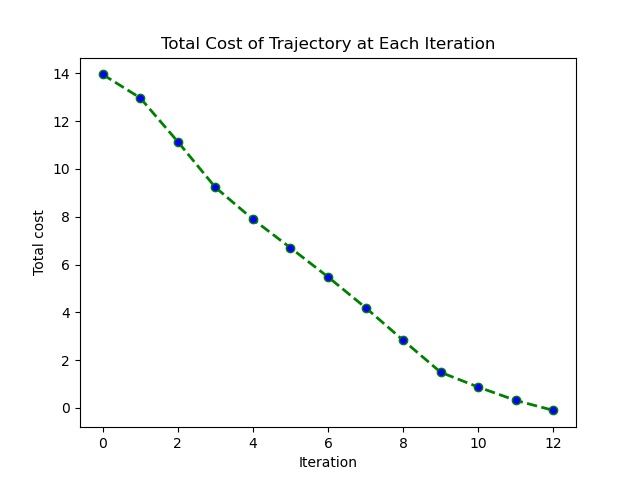 Total Cost of Trajectory at Each Iteration
14
12
10
8
6
4
2
0
Total cost
0 2 4 6 8 10 12
Iteration